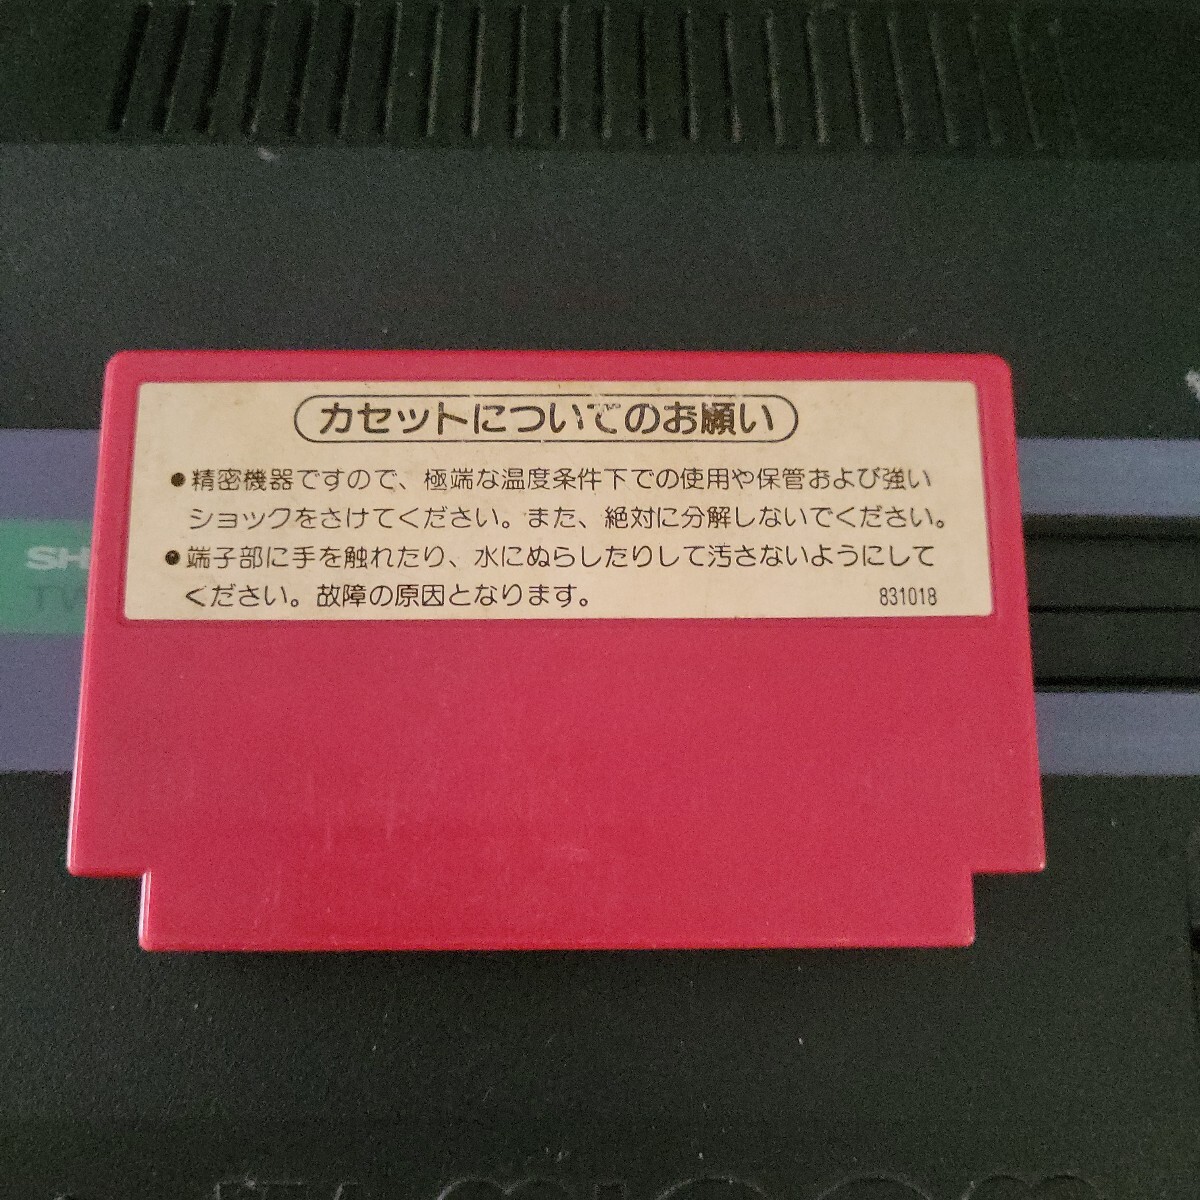 カセットについてのお願い
●精密機器ですので、極端な温度条件下での使用や保管および強い
ショックをさけてください。また、絶対に分解しないでください。
●端子部に手を触れたり、水にぬらしたりして汚さないようにして
ください。故障の原因となります。 831018
SH
TW